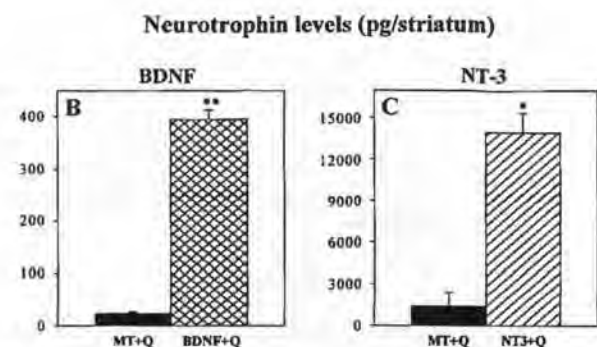 Neurotrophin levels (pg/striatum)
BDNF
B
**
400
300
200
100
0
MT+Q BDNF+Q
NT-3
C
*
15000
12000
9000
6000
3000
0
MT+Q NT3+Q